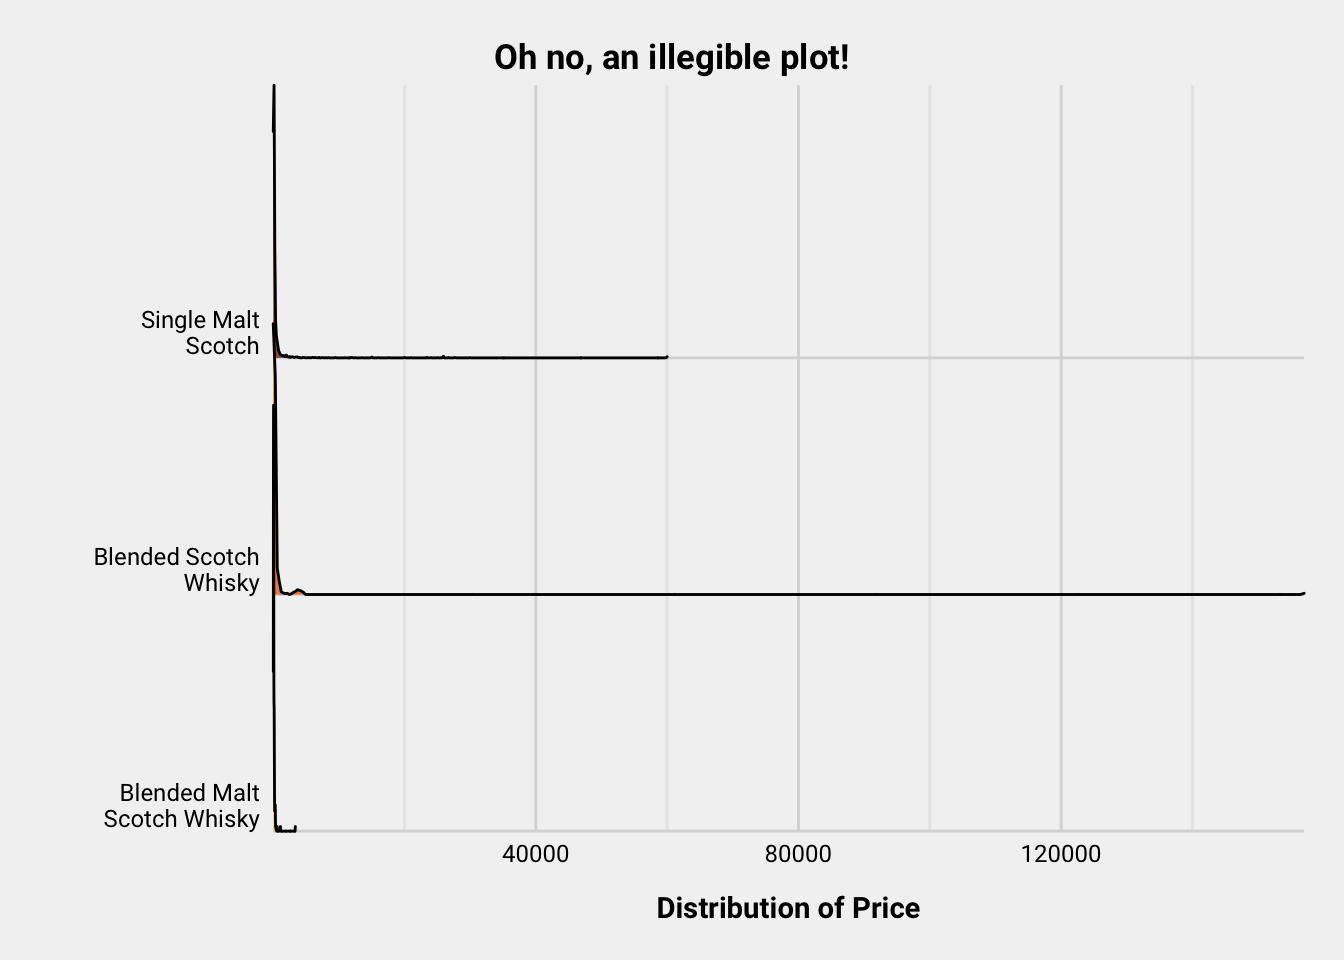 Oh no, an illegible plot!
Single Malt
Scotch
Blended Scotch
Whisky
Blended Malt
Scotch Whisky
40000
80000
120000
Distribution of Price